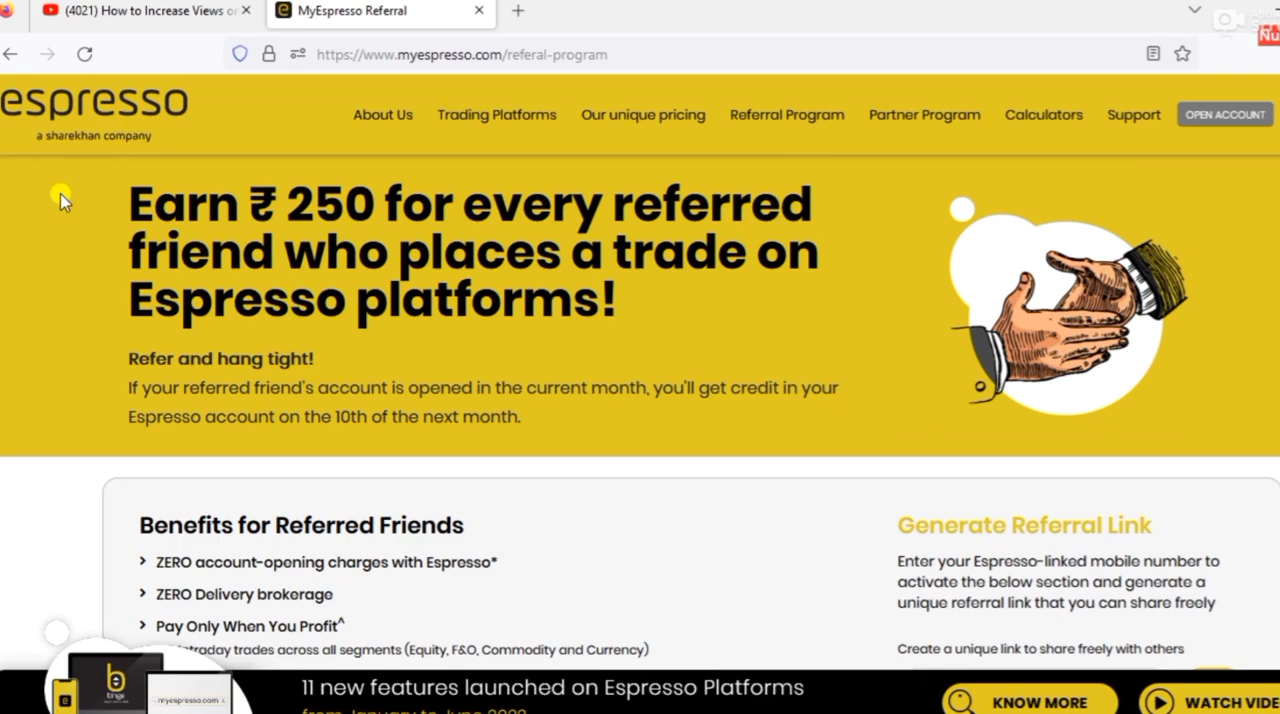 (4021) How to Increase Views
MyEspresso Referral
https://www.myespresso.com/referal-program
espresso
a sharekhan company
About Us Trading Platforms Our unique pricing Referral Program Partner Program Calculators Support OPEN ACCOUNT
Earn ₹ 250 for every referred
friend who places a trade on
Espresso platforms!
Refer and hang tight!
If your referred friend's account is opened in the current month, you'll get credit in your
Espresso account on the 10th of the next month.
Benefits for Referred Friends
ZERO account-opening charges with Espresso*
ZERO Delivery brokerage
Pay Only When You Profit^
trades across all segments (Equity, F&O, Commodity and Currency)
Generate Referral Link
Enter your Espresso-linked mobile number to
activate the below section and generate a
unique referral link that you can share freely
Create a unique link to share freely with others
myespresso.com
11 new features launched on Espresso Platforms
from January to June
KNOW MORE
WATCH